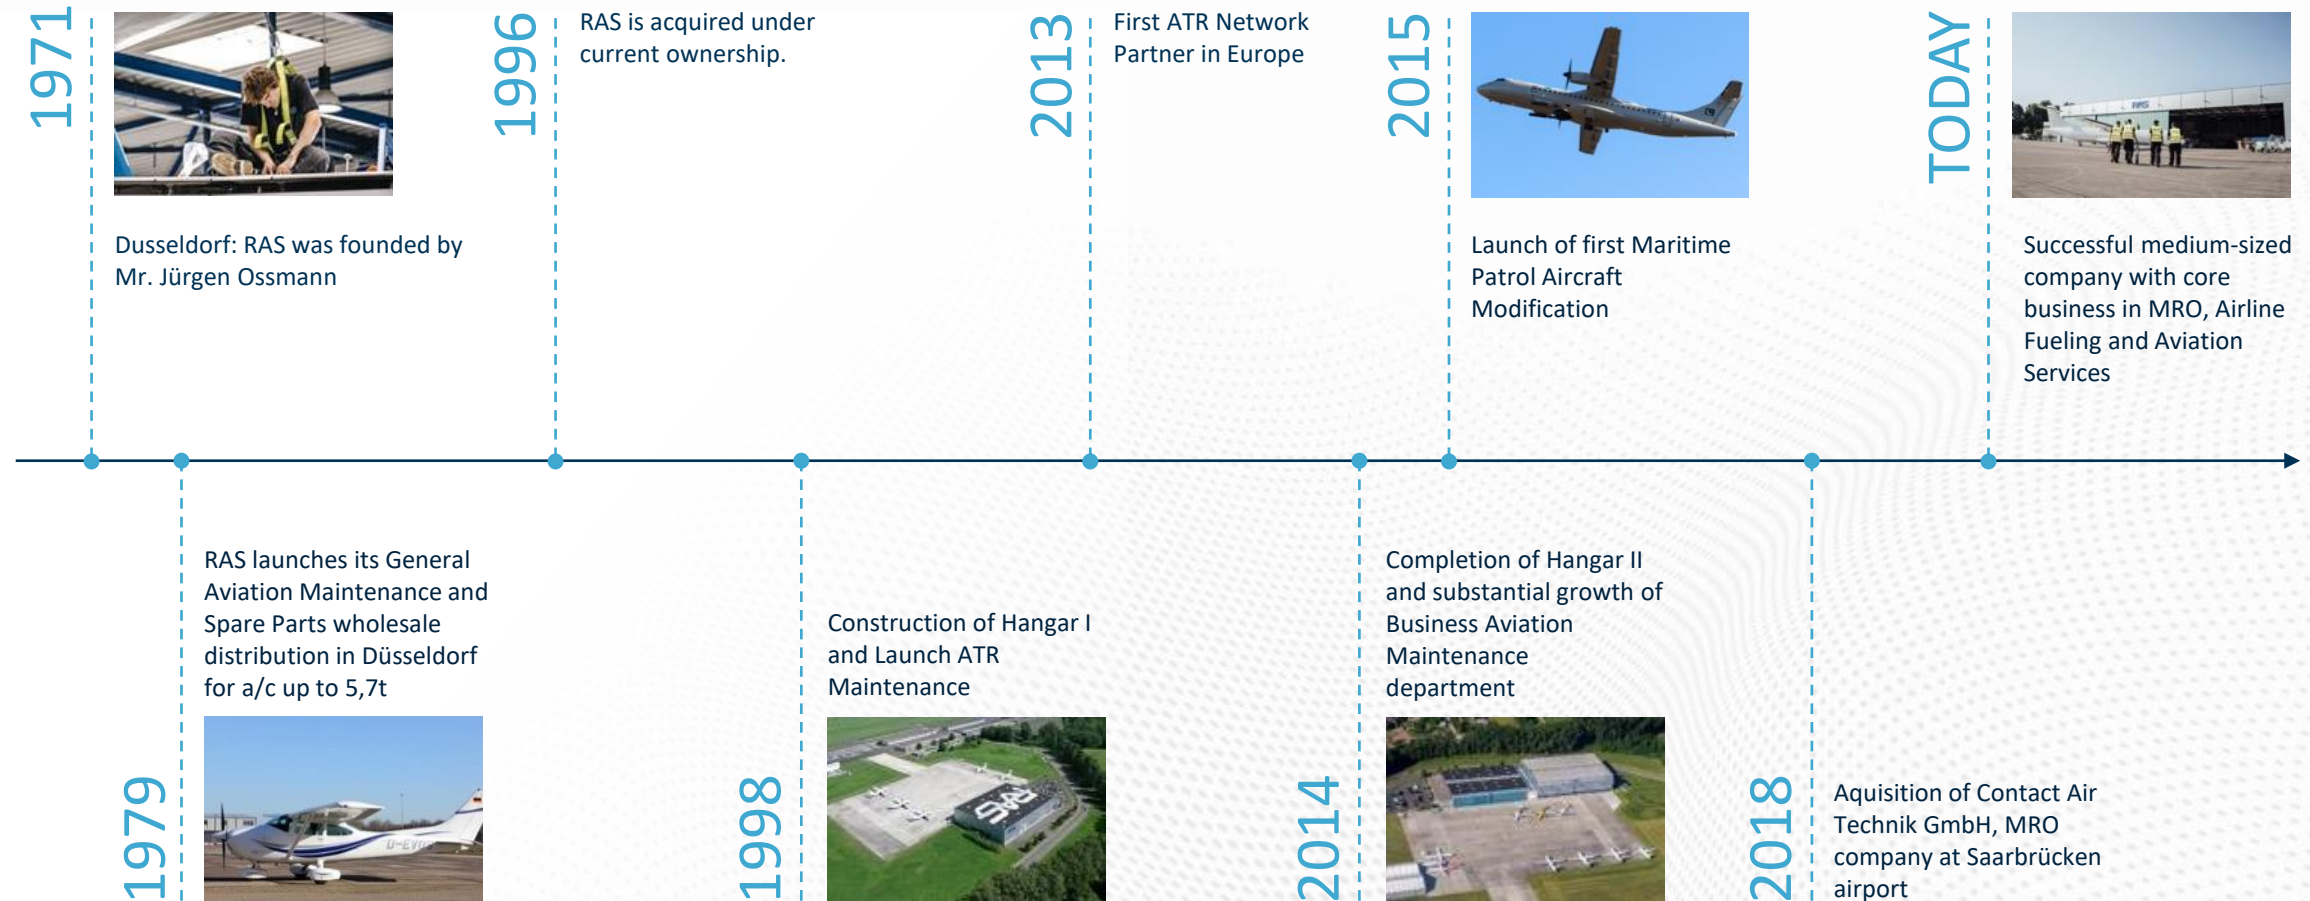 1971
Dusseldorf: RAS was founded by
Mr. Jürgen Ossmann
1979
RAS launches its General
Aviation Maintenance and
Spare Parts wholesale
distribution in Düsseldorf
for a/c up to 5,7t
1996
RAS is acquired under
current ownership.
1998
Construction of Hangar I
and Launch ATR
Maintenance
RAS
2013
First ATR Network
Partner in Europe
2014
Completion of Hangar II
and substantial growth of
Business Aviation
Maintenance
department
2015
Launch of first Maritime
Patrol Aircraft
Modification
2018
Aquisition of Contact Air
Technik GmbH, MRO
company at Saarbrücken
airport
TODAY
RAS
Successful medium-sized
company with core
business in MRO, Airline
Fueling and Aviation
Services